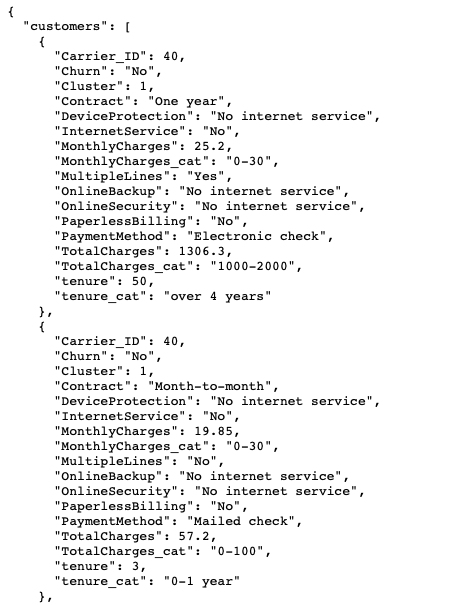 {
  "customers": [
    {
      "Carrier_ID": 40,
      "Churn": "No",
      "Cluster": 1,
      "Contract": "One year",
      "DeviceProtection": "No internet service",
      "InternetService": "No",
      "MonthlyCharges": 25.2,
      "MonthlyCharges_cat": "0-30",
      "MultipleLines": "Yes",
      "OnlineBackup": "No internet service",
      "OnlineSecurity": "No internet service",
      "PaperlessBilling": "No",
      "PaymentMethod": "Electronic check",
      "TotalCharges": 1306.3,
      "TotalCharges_cat": "1000-2000",
      "tenure": 50,
      "tenure_cat": "over 4 years"
    },
    {
      "Carrier_ID": 40,
      "Churn": "No",
      "Cluster": 1,
      "Contract": "Month-to-month",
      "DeviceProtection": "No internet service",
      "InternetService": "No",
      "MonthlyCharges": 19.85,
      "MonthlyCharges_cat": "0-30",
      "MultipleLines": "No",
      "OnlineBackup": "No internet service",
      "OnlineSecurity": "No internet service",
      "PaperlessBilling": "No",
      "PaymentMethod": "Mailed check",
      "TotalCharges": 57.2,
      "TotalCharges_cat": "0-100",
      "tenure": 3,
      "tenure_cat": "0-1 year"
    },